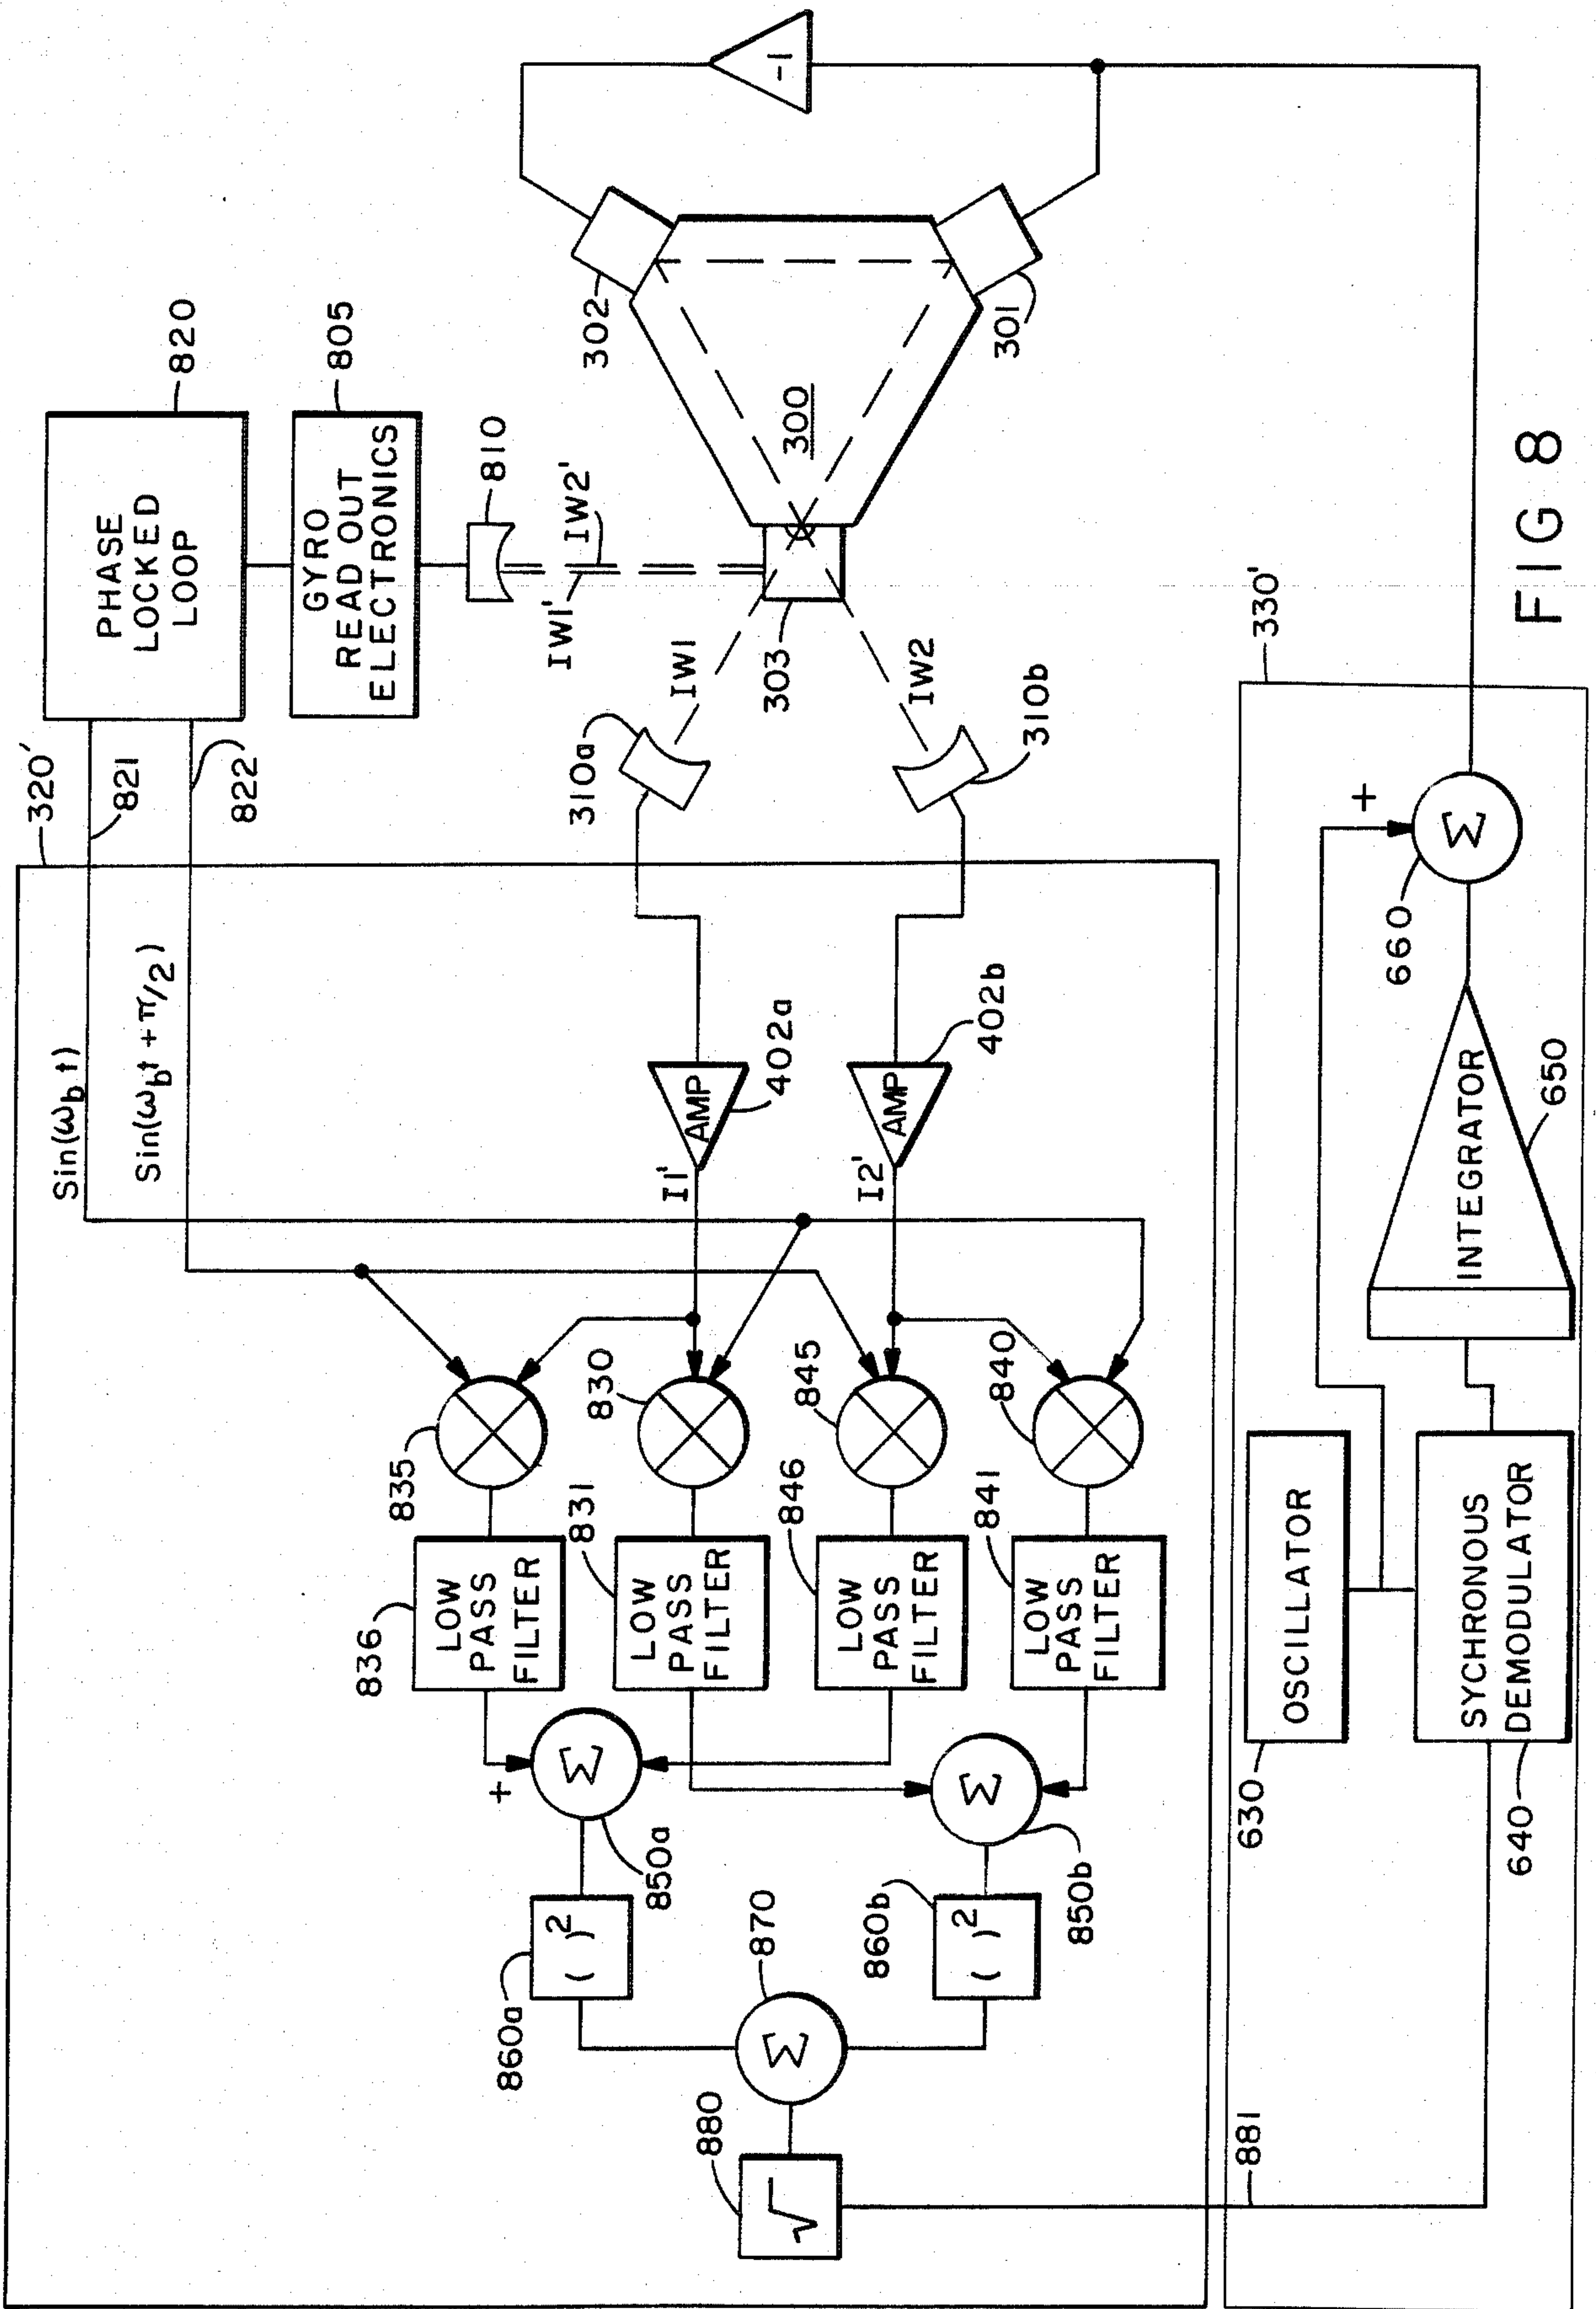 320'
Sin(ωb t)
821
Sin(ωb t + π/2)
822
PHASE
LOCKED
LOOP
820
GYRO
READ OUT
ELECTRONICS
805
810
IW1'
IW2'
IW1
IW2
303
300
302
301
-1
310a
310b
AMP
402a
I1'
AMP
402b
I2'
835
830
845
840
836
LOW
PASS
FILTER
831
LOW
PASS
FILTER
846
LOW
PASS
FILTER
841
LOW
PASS
FILTER
+
Σ
850a
Σ
850b
860a
( )2
860b
( )2
870
Σ
880
√
881
330'
630
OSCILLATOR
640
SYCHRONOUS
DEMODULATOR
INTEGRATOR
650
660
Σ
+
FIG 8